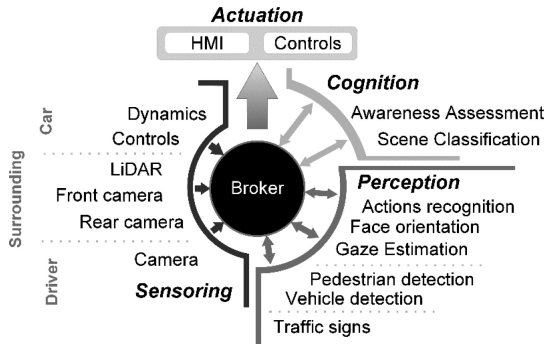 Actuation
HMI
Controls
Cognition
Awareness Assessment
Scene Classification
Car
Dynamics
Controls
Surrounding
LiDAR
Front camera
Rear camera
Broker
Perception
Actions recognition
Face orientation
Gaze Estimation
Driver
Camera
Sensoring
Pedestrian detection
Vehicle detection
Traffic signs